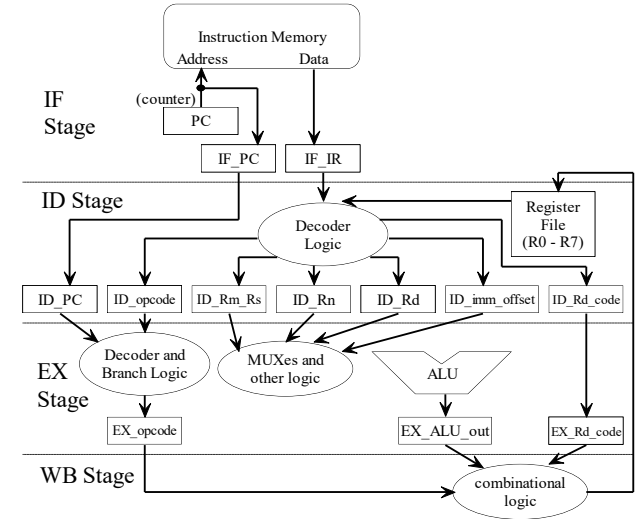 Instruction Memory
Address Data
(counter)
PC
IF
Stage
IF_PC IF_IR
ID Stage
Register
File
(R0 - R7)
Decoder
Logic
ID_PC ID_opcode ID_Rm_Rs ID_Rn ID_Rd ID_imm_offset ID_Rd_code
Decoder and
Branch Logic
MUXes and
other logic
ALU
EX
Stage
EX_opcode EX_ALU_out EX_Rd_code
WB Stage
combinational
logic